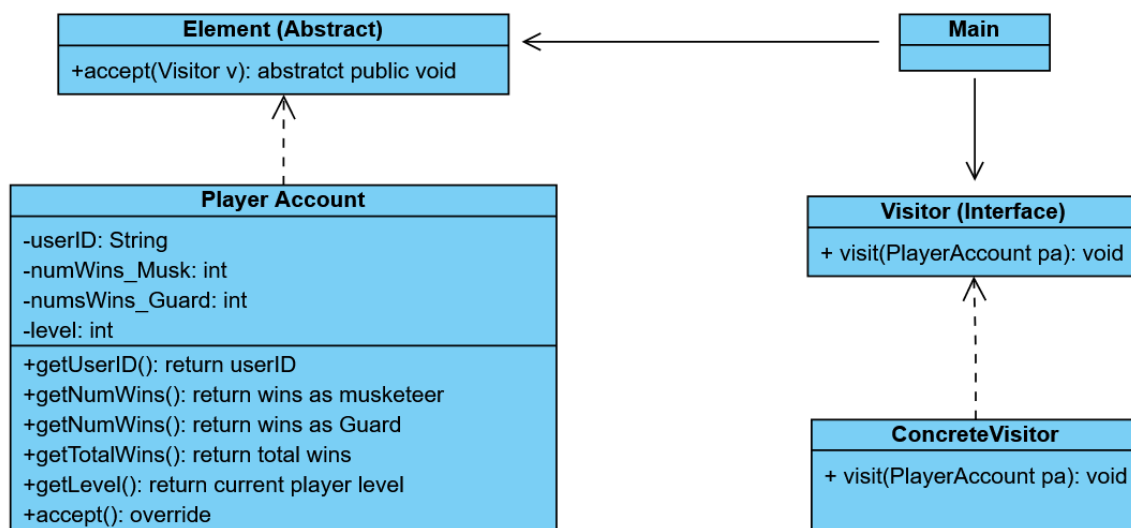 Element (Abstract)
+accept(Visitor v): abstratct public void
Main
Player Account
-userID: String
-numWins_Musk: int
-numsWins_Guard: int
-level: int
+getUserID(): return userID
+getNumWins(): return wins as musketeer
+getNumWins(): return wins as Guard
+getTotalWins(): return total wins
+getLevel(): return current player level
+accept(): override
Visitor (Interface)
+ visit(PlayerAccount pa): void
ConcreteVisitor
+ visit(PlayerAccount pa): void